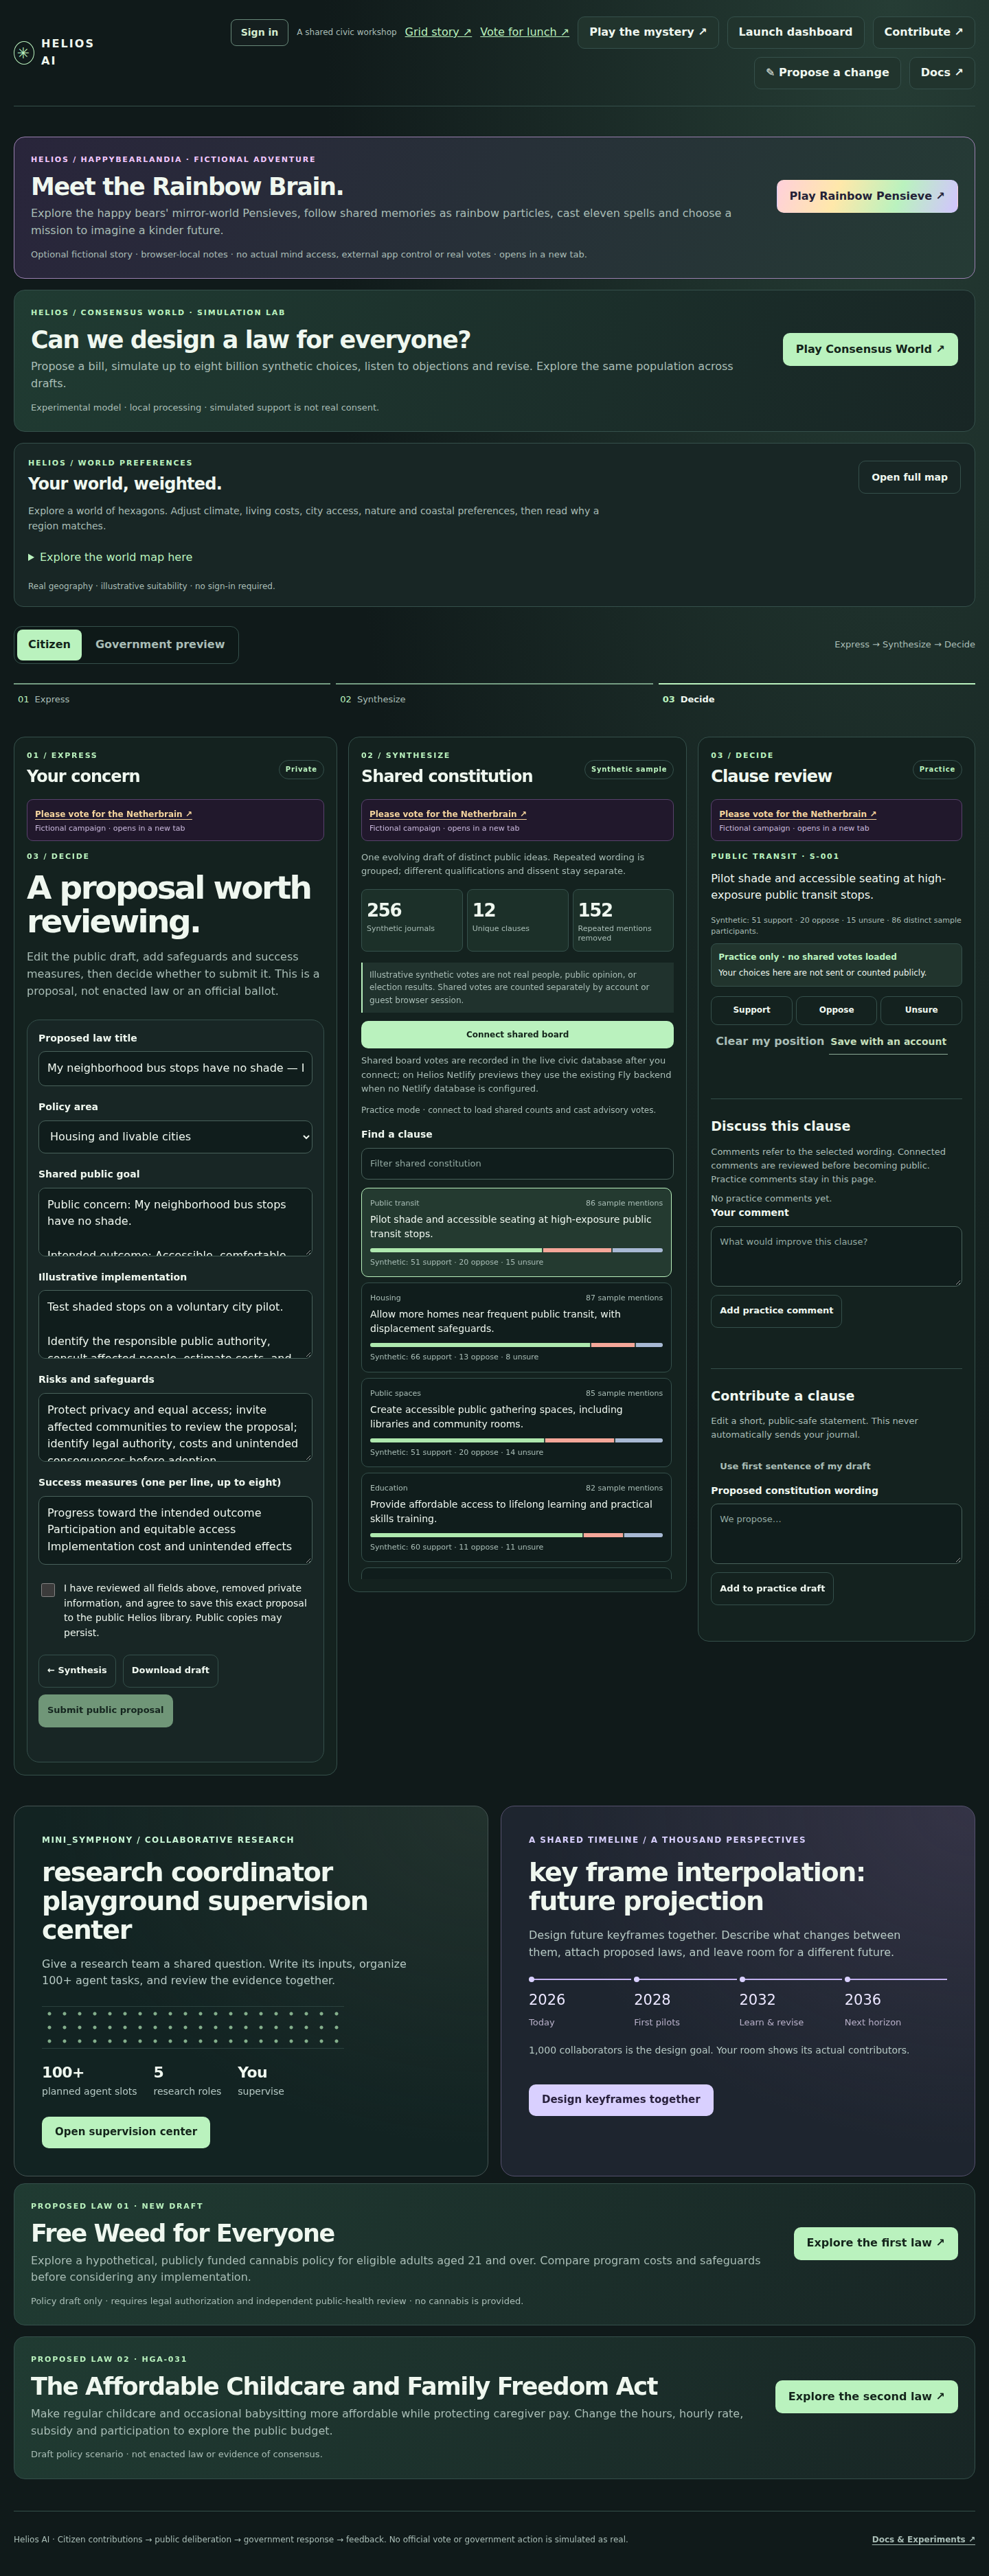 HELIOS
AI
Sign in
A shared civic workshop
Grid story ↗
Vote for lunch ↗
Play the mystery ↗
Launch dashboard
Contribute ↗
✎ Propose a change
Docs ↗
HELIOS / HAPPYBEARLANDIA · FICTIONAL ADVENTURE
Meet the Rainbow Brain.
Explore the happy bears' mirror-world Pensieves, follow shared memories as rainbow particles, cast eleven spells and choose a
mission to imagine a kinder future.
Optional fictional story · browser-local notes · no actual mind access, external app control or real votes · opens in a new tab.
Play Rainbow Pensieve ↗
HELIOS / CONSENSUS WORLD · SIMULATION LAB
Can we design a law for everyone?
Propose a bill, simulate up to eight billion synthetic choices, listen to objections and revise. Explore the same population across
drafts.
Experimental model · local processing · simulated support is not real consent.
Play Consensus World ↗
HELIOS / WORLD PREFERENCES
Your world, weighted.
Explore a world of hexagons. Adjust climate, living costs, city access, nature and coastal preferences, then read why a
region matches.
▶ Explore the world map here
Real geography · illustrative suitability · no sign-in required.
Open full map
Citizen
Government preview
Express → Synthesize → Decide
01 Express
02 Synthesize
03 Decide
01 / EXPRESS
Your concern
Private
Please vote for the Netherbrain ↗
Fictional campaign · opens in a new tab
03 / DECIDE
A proposal worth
reviewing.
Edit the public draft, add safeguards and success
measures, then decide whether to submit it. This is a
proposal, not enacted law or an official ballot.
Proposed law title
My neighborhood bus stops have no shade —
Policy area
Housing and livable cities
Shared public goal
Public concern: My neighborhood bus stops
have no shade.
Intended outcome: Accessible, comfortable
Illustrative implementation
Test shaded stops on a voluntary city pilot.
Identify the responsible public authority,
consult affected people, estimate costs, and
Risks and safeguards
Protect privacy and equal access; invite
affected communities to review the proposal;
identify legal authority, costs and unintended
consequences before adoption.
Success measures (one per line, up to eight)
Progress toward the intended outcome
Participation and equitable access
Implementation cost and unintended effects
I have reviewed all fields above, removed private
information, and agree to save this exact proposal
to the public Helios library. Public copies may
persist.
← Synthesis
Download draft
Submit public proposal
02 / SYNTHESIZE
Shared constitution
Synthetic sample
Please vote for the Netherbrain ↗
Fictional campaign · opens in a new tab
One evolving draft of distinct public ideas. Repeated wording is
grouped; different qualifications and dissent stay separate.
256
Synthetic journals
12
Unique clauses
152
Repeated mentions
removed
Illustrative synthetic votes are not real people, public opinion, or
election results. Shared votes are counted separately by account or
guest browser session.
Connect shared board
Shared board votes are recorded in the live civic database after you
connect; on Helios Netlify previews they use the existing Fly backend
when no Netlify database is configured.
Practice mode · connect to load shared counts and cast advisory votes.
Find a clause
Filter shared constitution
Public transit
86 sample mentions
Pilot shade and accessible seating at high-exposure public
transit stops.
Synthetic: 51 support · 20 oppose · 15 unsure
Housing
87 sample mentions
Allow more homes near frequent public transit, with
displacement safeguards.
Synthetic: 66 support · 13 oppose · 8 unsure
Public spaces
85 sample mentions
Create accessible public gathering spaces, including
libraries and community rooms.
Synthetic: 51 support · 20 oppose · 14 unsure
Education
82 sample mentions
Provide affordable access to lifelong learning and practical
skills training.
Synthetic: 60 support · 11 oppose · 11 unsure
03 / DECIDE
Clause review
Practice
Please vote for the Netherbrain ↗
Fictional campaign · opens in a new tab
PUBLIC TRANSIT · S-001
Pilot shade and accessible seating at high-
exposure public transit stops.
Synthetic: 51 support · 20 oppose · 15 unsure · 86 distinct sample
participants.
Practice only · no shared votes loaded
Your choices here are not sent or counted publicly.
Support
Oppose
Unsure
Clear my position
Save with an account
Discuss this clause
Comments refer to the selected wording. Connected
comments are reviewed before becoming public.
Practice comments stay in this page.
No practice comments yet.
Your comment
What would improve this clause?
Add practice comment
Contribute a clause
Edit a short, public-safe statement. This never
automatically sends your journal.
Use first sentence of my draft
Proposed constitution wording
We propose...
Add to practice draft
MINI_SYMPHONY / COLLABORATIVE RESEARCH
research coordinator
playground supervision
center
Give a research team a shared question. Write its inputs, organize
100+ agent tasks, and review the evidence together.
100+
planned agent slots
5
research roles
You
supervise
Open supervision center
A SHARED TIMELINE / A THOUSAND PERSPECTIVES
key frame interpolation:
future projection
Design future keyframes together. Describe what changes between
them, attach proposed laws, and leave room for a different future.
2026
Today
2028
First pilots
2032
Learn & revise
2036
Next horizon
1,000 collaborators is the design goal. Your room shows its actual contributors.
Design keyframes together
PROPOSED LAW 01 · NEW DRAFT
Free Weed for Everyone
Explore a hypothetical, publicly funded cannabis policy for eligible adults aged 21 and over. Compare program costs and safeguards
before considering any implementation.
Policy draft only · requires legal authorization and independent public-health review · no cannabis is provided.
Explore the first law ↗
PROPOSED LAW 02 · HGA-031
The Affordable Childcare and Family Freedom Act
Make regular childcare and occasional babysitting more affordable while protecting caregiver pay. Change the hours, hourly rate,
subsidy and participation to explore the public budget.
Draft policy scenario · not enacted law or evidence of consensus.
Explore the second law ↗
Helios AI · Citizen contributions → public deliberation → government response → feedback. No official vote or government action is simulated as real.
Docs & Experiments ↗